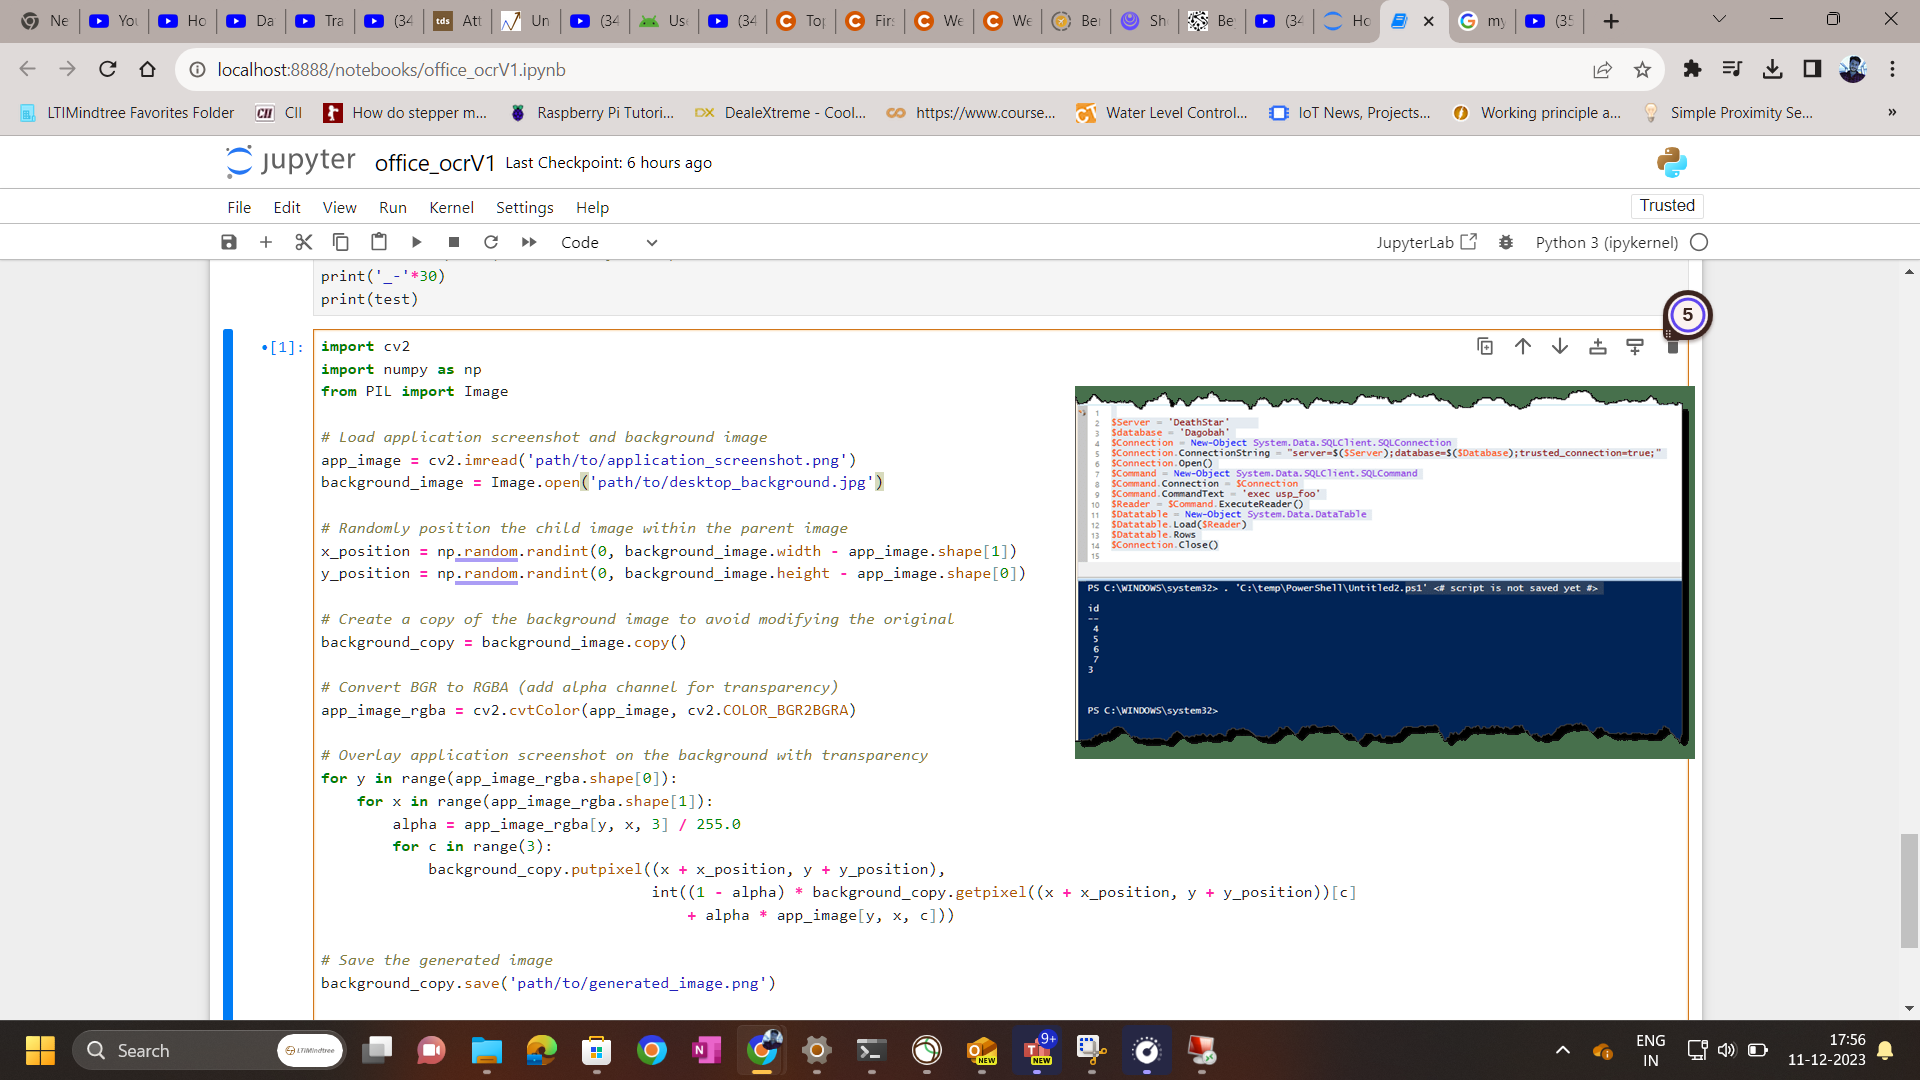 Ne
You
Ho
Da
Tra
(34
Att
Un
(34
Use
(34
Top
Firs
We
We
Ber
Sh
Be
(34
Ho
my
(35
localhost:8888/notebooks/office_ocrV1.ipynb
LTIMindtree Favorites Folder
CII
How do stepper m...
Raspberry Pi Tutori...
DX DealeXtreme - Cool...
https://www.course...
Water Level Control...
IoT News, Projects...
Working principle a...
Simple Proximity Se...
»
jupyter office_ocrV1 Last Checkpoint: 6 hours ago
File Edit View Run Kernel Settings Help
Trusted
Code
JupyterLab
Python 3 (ipykernel)
print('_-'*30)
print(test)
5
•[1]:
import cv2
import numpy as np
from PIL import Image
# Load application screenshot and background image
app_image = cv2.imread('path/to/application_screenshot.png')
background_image = Image.open('path/to/desktop_background.jpg')
# Randomly position the child image within the parent image
x_position = np.random.randint(0, background_image.width - app_image.shape[1])
y_position = np.random.randint(0, background_image.height - app_image.shape[0])
# Create a copy of the background image to avoid modifying the original
background_copy = background_image.copy()
# Convert BGR to RGBA (add alpha channel for transparency)
app_image_rgba = cv2.cvtColor(app_image, cv2.COLOR_BGR2BGRA)
# Overlay application screenshot on the background with transparency
for y in range(app_image_rgba.shape[0]):
    for x in range(app_image_rgba.shape[1]):
        alpha = app_image_rgba[y, x, 3] / 255.0
        for c in range(3):
            background_copy.putpixel((x + x_position, y + y_position),
                                     int((1 - alpha) * background_copy.getpixel((x + x_position, y + y_position))[c]
                                         + alpha * app_image[y, x, c]))
# Save the generated image
background_copy.save('path/to/generated_image.png')
1
2 $Server = 'DeathStar'
3 $database = 'Dagobah'
4 $Connection = New-Object System.Data.SQLClient.SQLConnection
5 $Connection.ConnectionString = "server=$($Server);database=$($Database);trusted_connection=true;"
6 $Connection.Open()
7 $Command = New-Object System.Data.SQLClient.SQLCommand
8 $Command.Connection = $Connection
9 $Command.CommandText = 'exec usp_foo'
10 $Reader = $Command.ExecuteReader()
11 $Datatable = New-Object System.Data.DataTable
12 $Datatable.Load($Reader)
13 $Datatable.Rows
14 $Connection.Close()
15
PS C:\WINDOWS\system32> . 'C:\temp\PowerShell\Untitled2.ps1' <# script is not saved yet #>
id
--
4
5
6
7
3
PS C:\WINDOWS\system32>
Search
LTIMindtree
NEW
9+
NEW
ENG
IN
17:56
11-12-2023